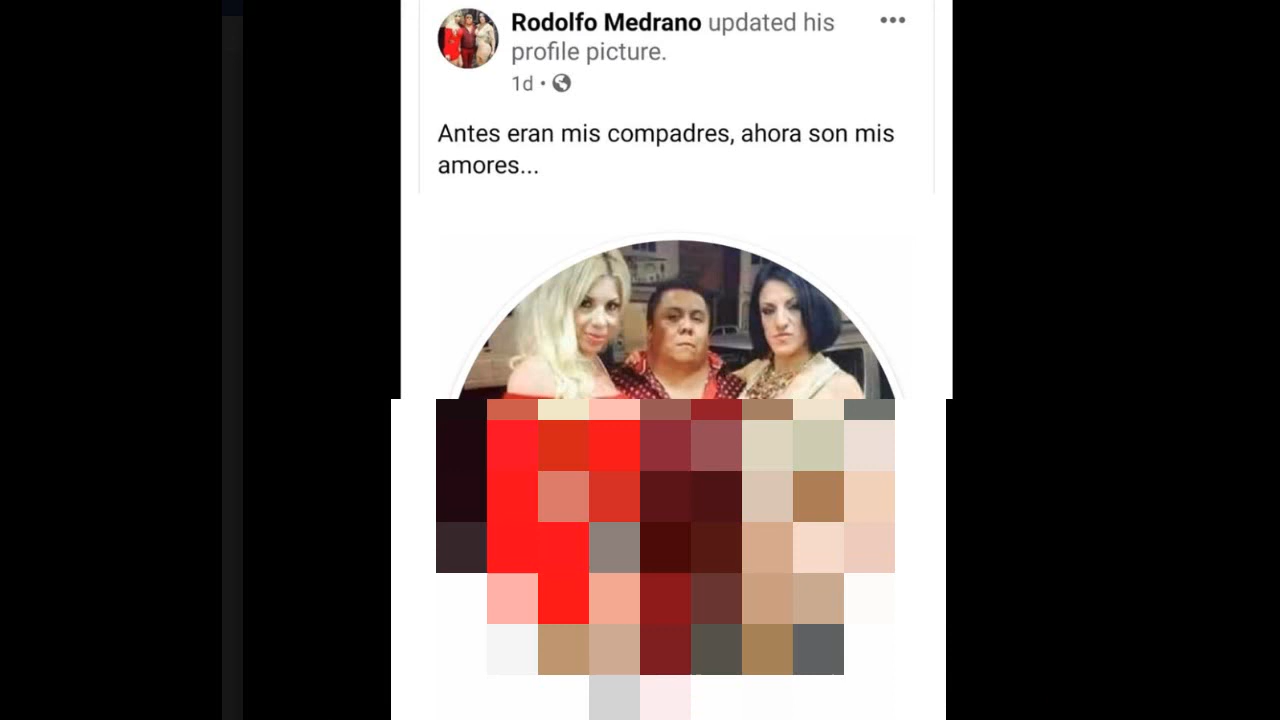 Rodolfo Medrano updated his
profile picture.
1d •
Antes eran mis compadres, ahora son mis
amores...